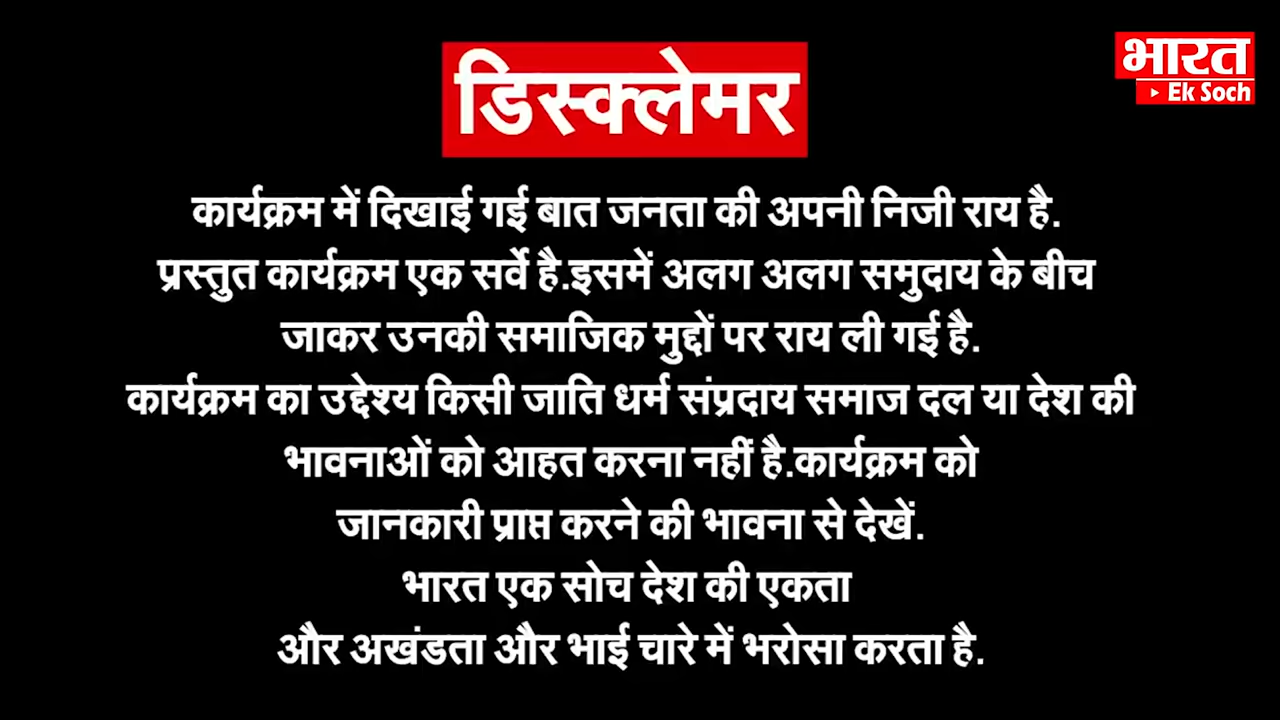 डिस्क्लेमर
भारत
Ek Soch
कार्यक्रम में दिखाई गई बात जनता की अपनी निजी राय है.
प्रस्तुत कार्यक्रम एक सर्वे है.इसमें अलग अलग समुदाय के बीच
जाकर उनकी समाजिक मुद्दों पर राय ली गई है.
कार्यक्रम का उद्देश्य किसी जाति धर्म संप्रदाय समाज दल या देश की
भावनाओं को आहत करना नहीं है.कार्यक्रम को
जानकारी प्राप्त करने की भावना से देखें.
भारत एक सोच देश की एकता
और अखंडता और भाई चारे में भरोसा करता है.